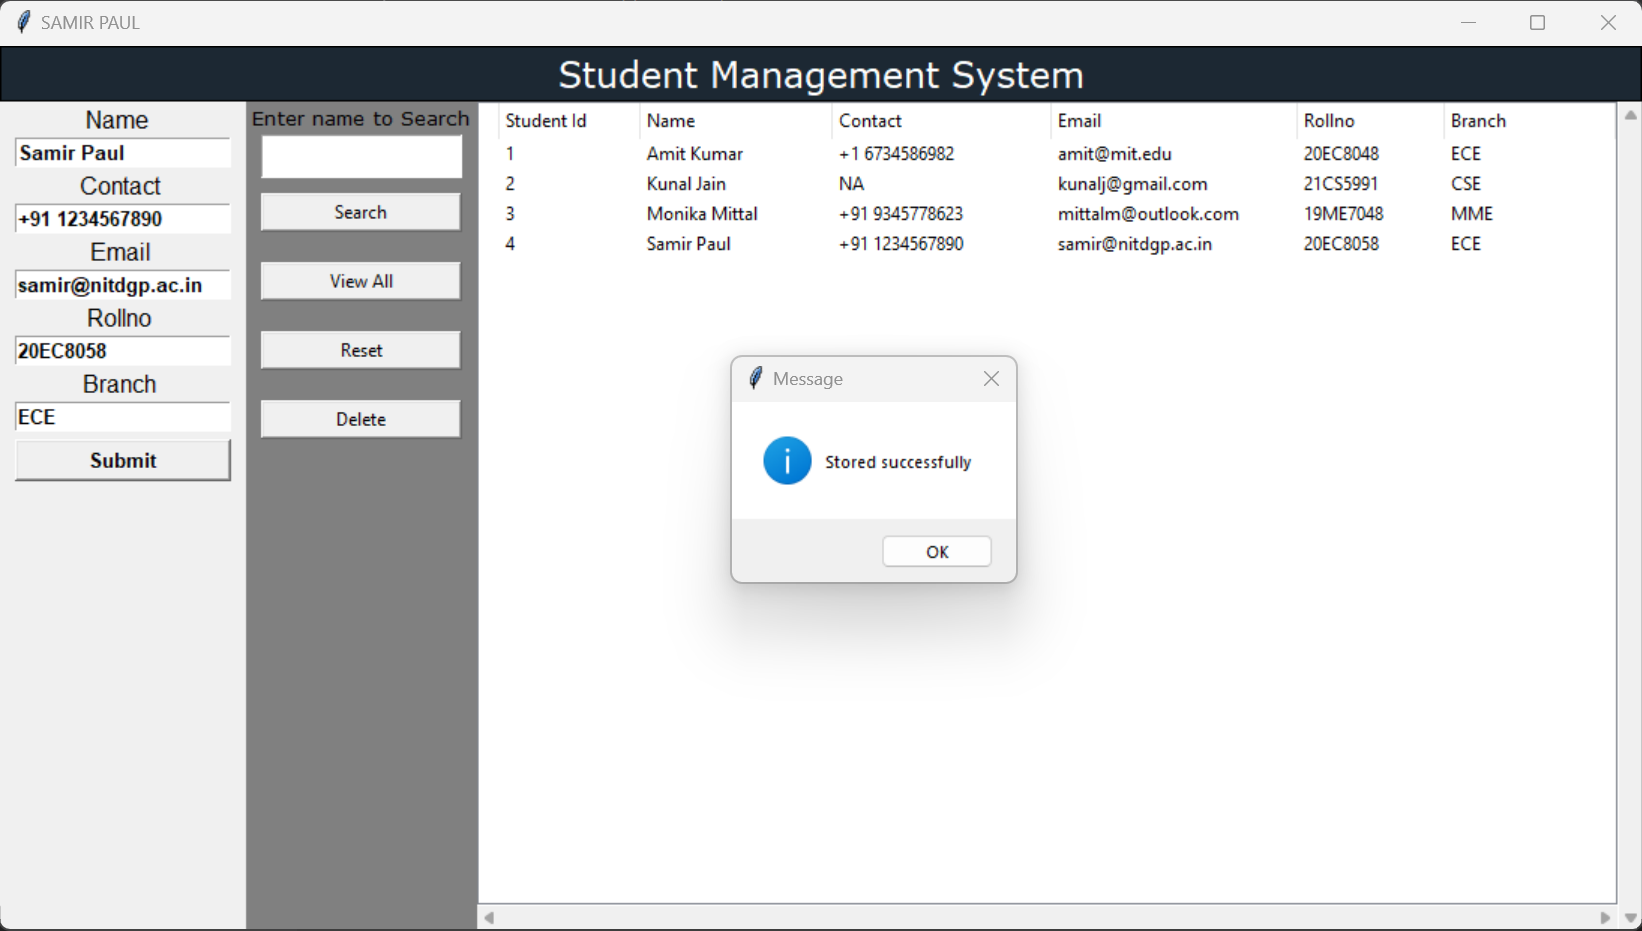 SAMIR PAUL
Student Management System
Name
Samir Paul
Contact
+91 1234567890
Email
samir@nitdgp.ac.in
Rollno
20EC8058
Branch
ECE
Submit
Enter name to Search
Search
View All
Reset
Delete
Student Id Name Contact Email Rollno Branch
1 Amit Kumar +1 6734586982 amit@mit.edu 20EC8048 ECE
2 Kunal Jain NA kunalj@gmail.com 21CS5991 CSE
3 Monika Mittal +91 9345778623 mittalm@outlook.com 19ME7048 MME
4 Samir Paul +91 1234567890 samir@nitdgp.ac.in 20EC8058 ECE
Message
Stored successfully
OK